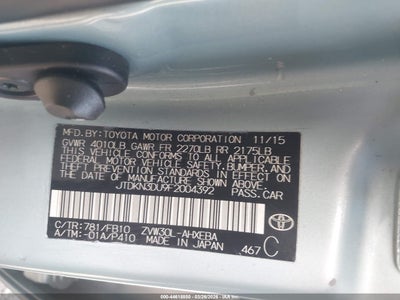 MFD. BY: TOYOTA MOTOR CORPORATION 11/15
GVWR 4010LB GAWR FR 2270LB RR 2175LB
THIS VEHICLE CONFORMS TO ALL APPLICABLE
FEDERAL MOTOR VEHICLE SAFETY, BUMPER, AND
THEFT PREVENTION STANDARDS IN EFFECT ON
THE DATE OF MANUFACTURE SHOWN ABOVE.
JTDKN3DU9F2004392 PASS.CAR
C/TR: 781/FB10 ZVW30L-AHXEBA
A/TM: -01A/P410 MADE IN JAPAN 467 C
TOYOTA